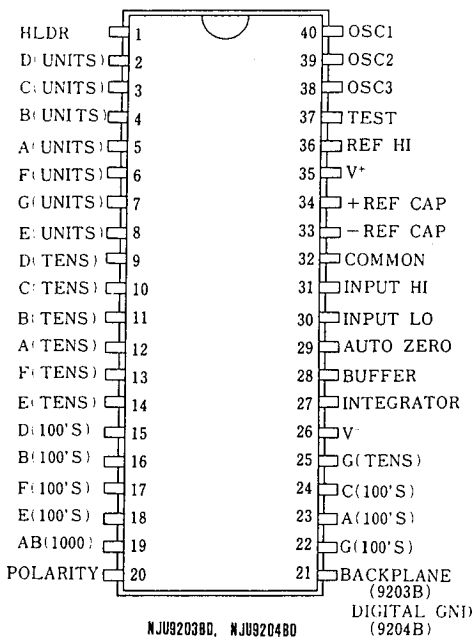 HLDR 1 40 OSC1
D(UNITS) 2 39 OSC2
C(UNITS) 3 38 OSC3
B(UNITS) 4 37 TEST
A(UNITS) 5 36 REF HI
F(UNITS) 6 35 V+
G(UNITS) 7 34 +REF CAP
E(UNITS) 8 33 −REF CAP
D(TENS) 9 32 COMMON
C(TENS) 10 31 INPUT HI
B(TENS) 11 30 INPUT LO
A(TENS) 12 29 AUTO ZERO
F(TENS) 13 28 BUFFER
E(TENS) 14 27 INTEGRATOR
D(100'S) 15 26 V
B(100'S) 16 25 G(TENS)
F(100'S) 17 24 C(100'S)
E(100'S) 18 23 A(100'S)
AB(1000) 19 22 G(100'S)
POLARITY 20 21 BACKPLANE
(9203B)
DIGITAL GND
(9204B)
NJU9203BD, NJU9204BD